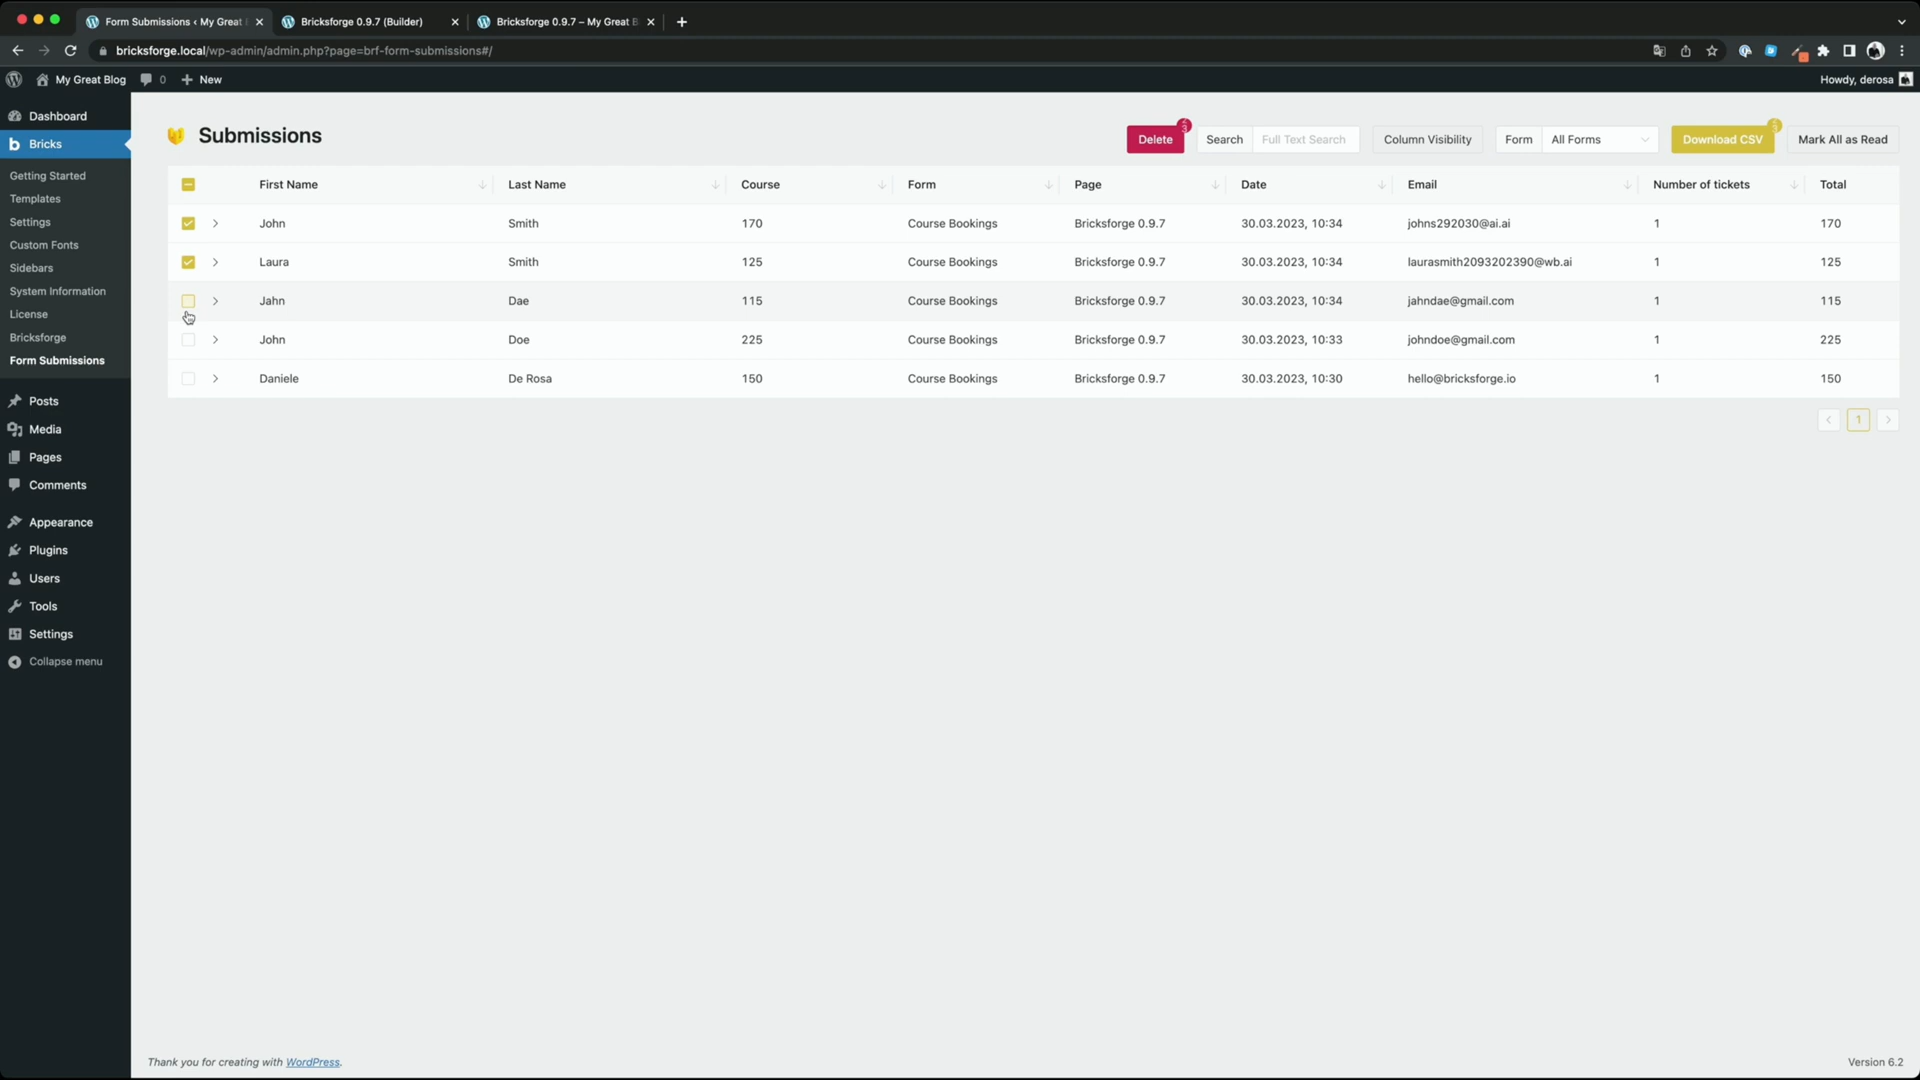 Form Submissions ‹ My Great
Bricksforge 0.9.7 (Builder)
Bricksforge 0.9.7 – My Great B
bricksforge.local/wp-admin/admin.php?page=brf-form-submissions#/
My Great Blog
0
New
Howdy, derosa
Dashboard
Bricks
Getting Started
Templates
Settings
Custom Fonts
Sidebars
System Information
License
Bricksforge
Form Submissions
Posts
Media
Pages
Comments
Appearance
Plugins
Users
Tools
Settings
Collapse menu
Submissions
Delete
Search
Full Text Search
Column Visibility
Form
All Forms
Download CSV
Mark All as Read
First Name Last Name Course Form Page Date Email Number of tickets Total
John Smith 170 Course Bookings Bricksforge 0.9.7 30.03.2023, 10:34 johns292030@ai.ai 1 170
Laura Smith 125 Course Bookings Bricksforge 0.9.7 30.03.2023, 10:34 laurasmith2093202390@wb.ai 1 125
Jahn Dae 115 Course Bookings Bricksforge 0.9.7 30.03.2023, 10:34 jahndae@gmail.com 1 115
John Doe 225 Course Bookings Bricksforge 0.9.7 30.03.2023, 10:33 johndoe@gmail.com 1 225
Daniele De Rosa 150 Course Bookings Bricksforge 0.9.7 30.03.2023, 10:30 hello@bricksforge.io 1 150
1
Thank you for creating with WordPress.
Version 6.2